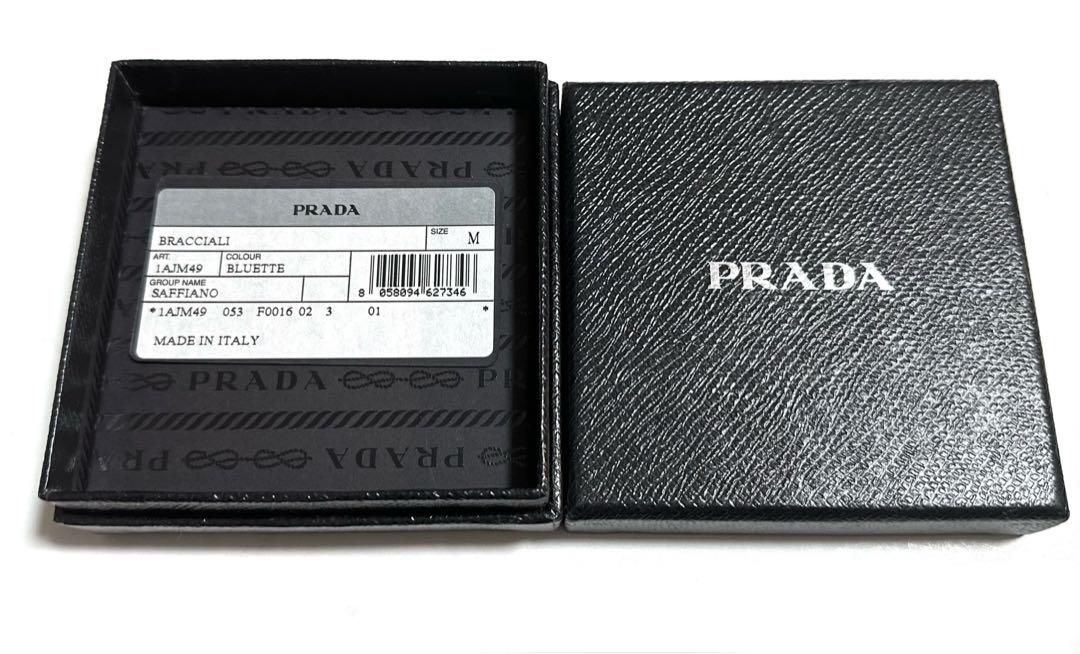 PRADA
PRADA
BRACCIALI
SIZE M
ART. 1AJM49
COLOUR BLUETTE
GROUP NAME SAFFIANO
8 058094 627346
*1AJM49 053 F0016 02 3 01 *
MADE IN ITALY
PRADA PR
PRADA
PRADA